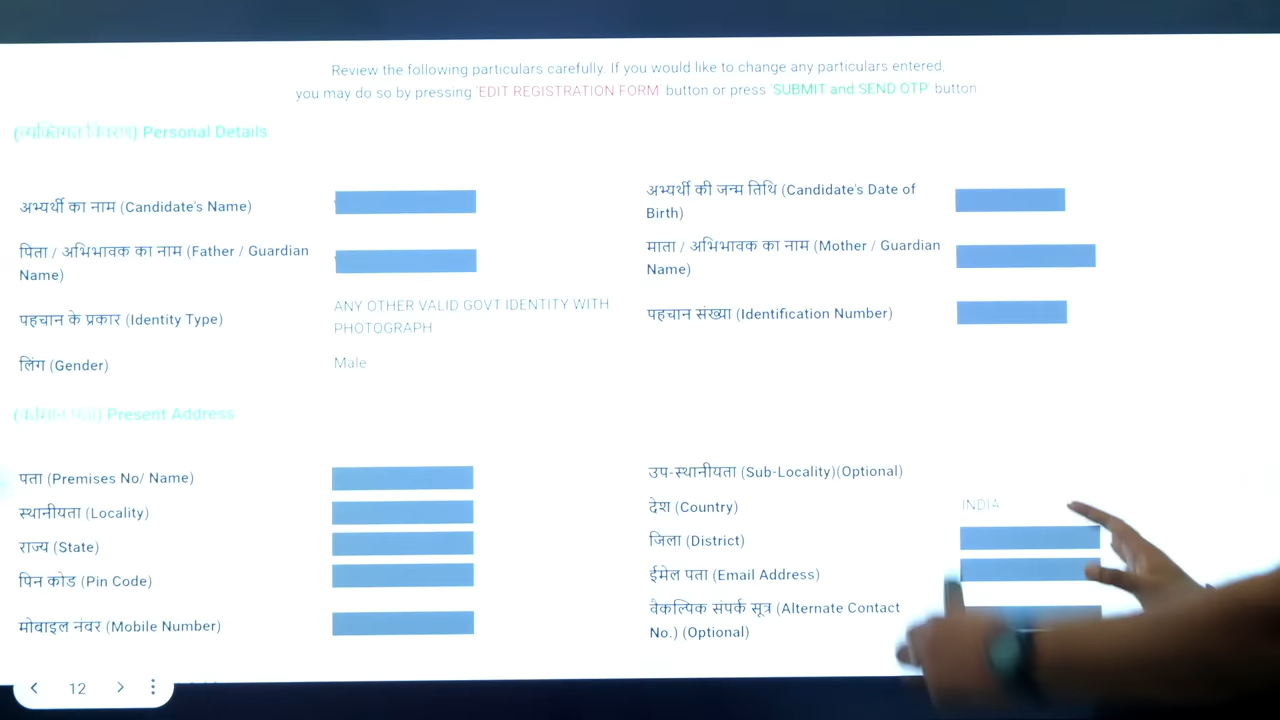 Review the following particulars carefully. If you would like to change any particulars entered,
you may do so by pressing 'EDIT REGISTRATION FORM' button or press 'SUBMIT and SEND OTP' button
(व्यक्तिगत विवरण) Personal Details
अभ्यर्थी का नाम (Candidate's Name)
अभ्यर्थी की जन्म तिथि (Candidate's Date of
Birth)
पिता / अभिभावक का नाम (Father / Guardian
Name)
माता / अभिभावक का नाम (Mother / Guardian
Name)
पहचान के प्रकार (Identity Type)
ANY OTHER VALID GOVT IDENTITY WITH
PHOTOGRAPH
पहचान संख्या (Identification Number)
लिंग (Gender)
Male
Present Address
पता (Premises No/ Name)
उप-स्थानीयता (Sub-Locality)(Optional)
स्थानीयता (Locality)
देश (Country)
INDIA
राज्य (State)
जिला (District)
पिन कोड (Pin Code)
ईमेल पता (Email Address)
मोबाइल नंबर (Mobile Number)
वैकल्पिक संपर्क सूत्र (Alternate Contact
No.) (Optional)
12